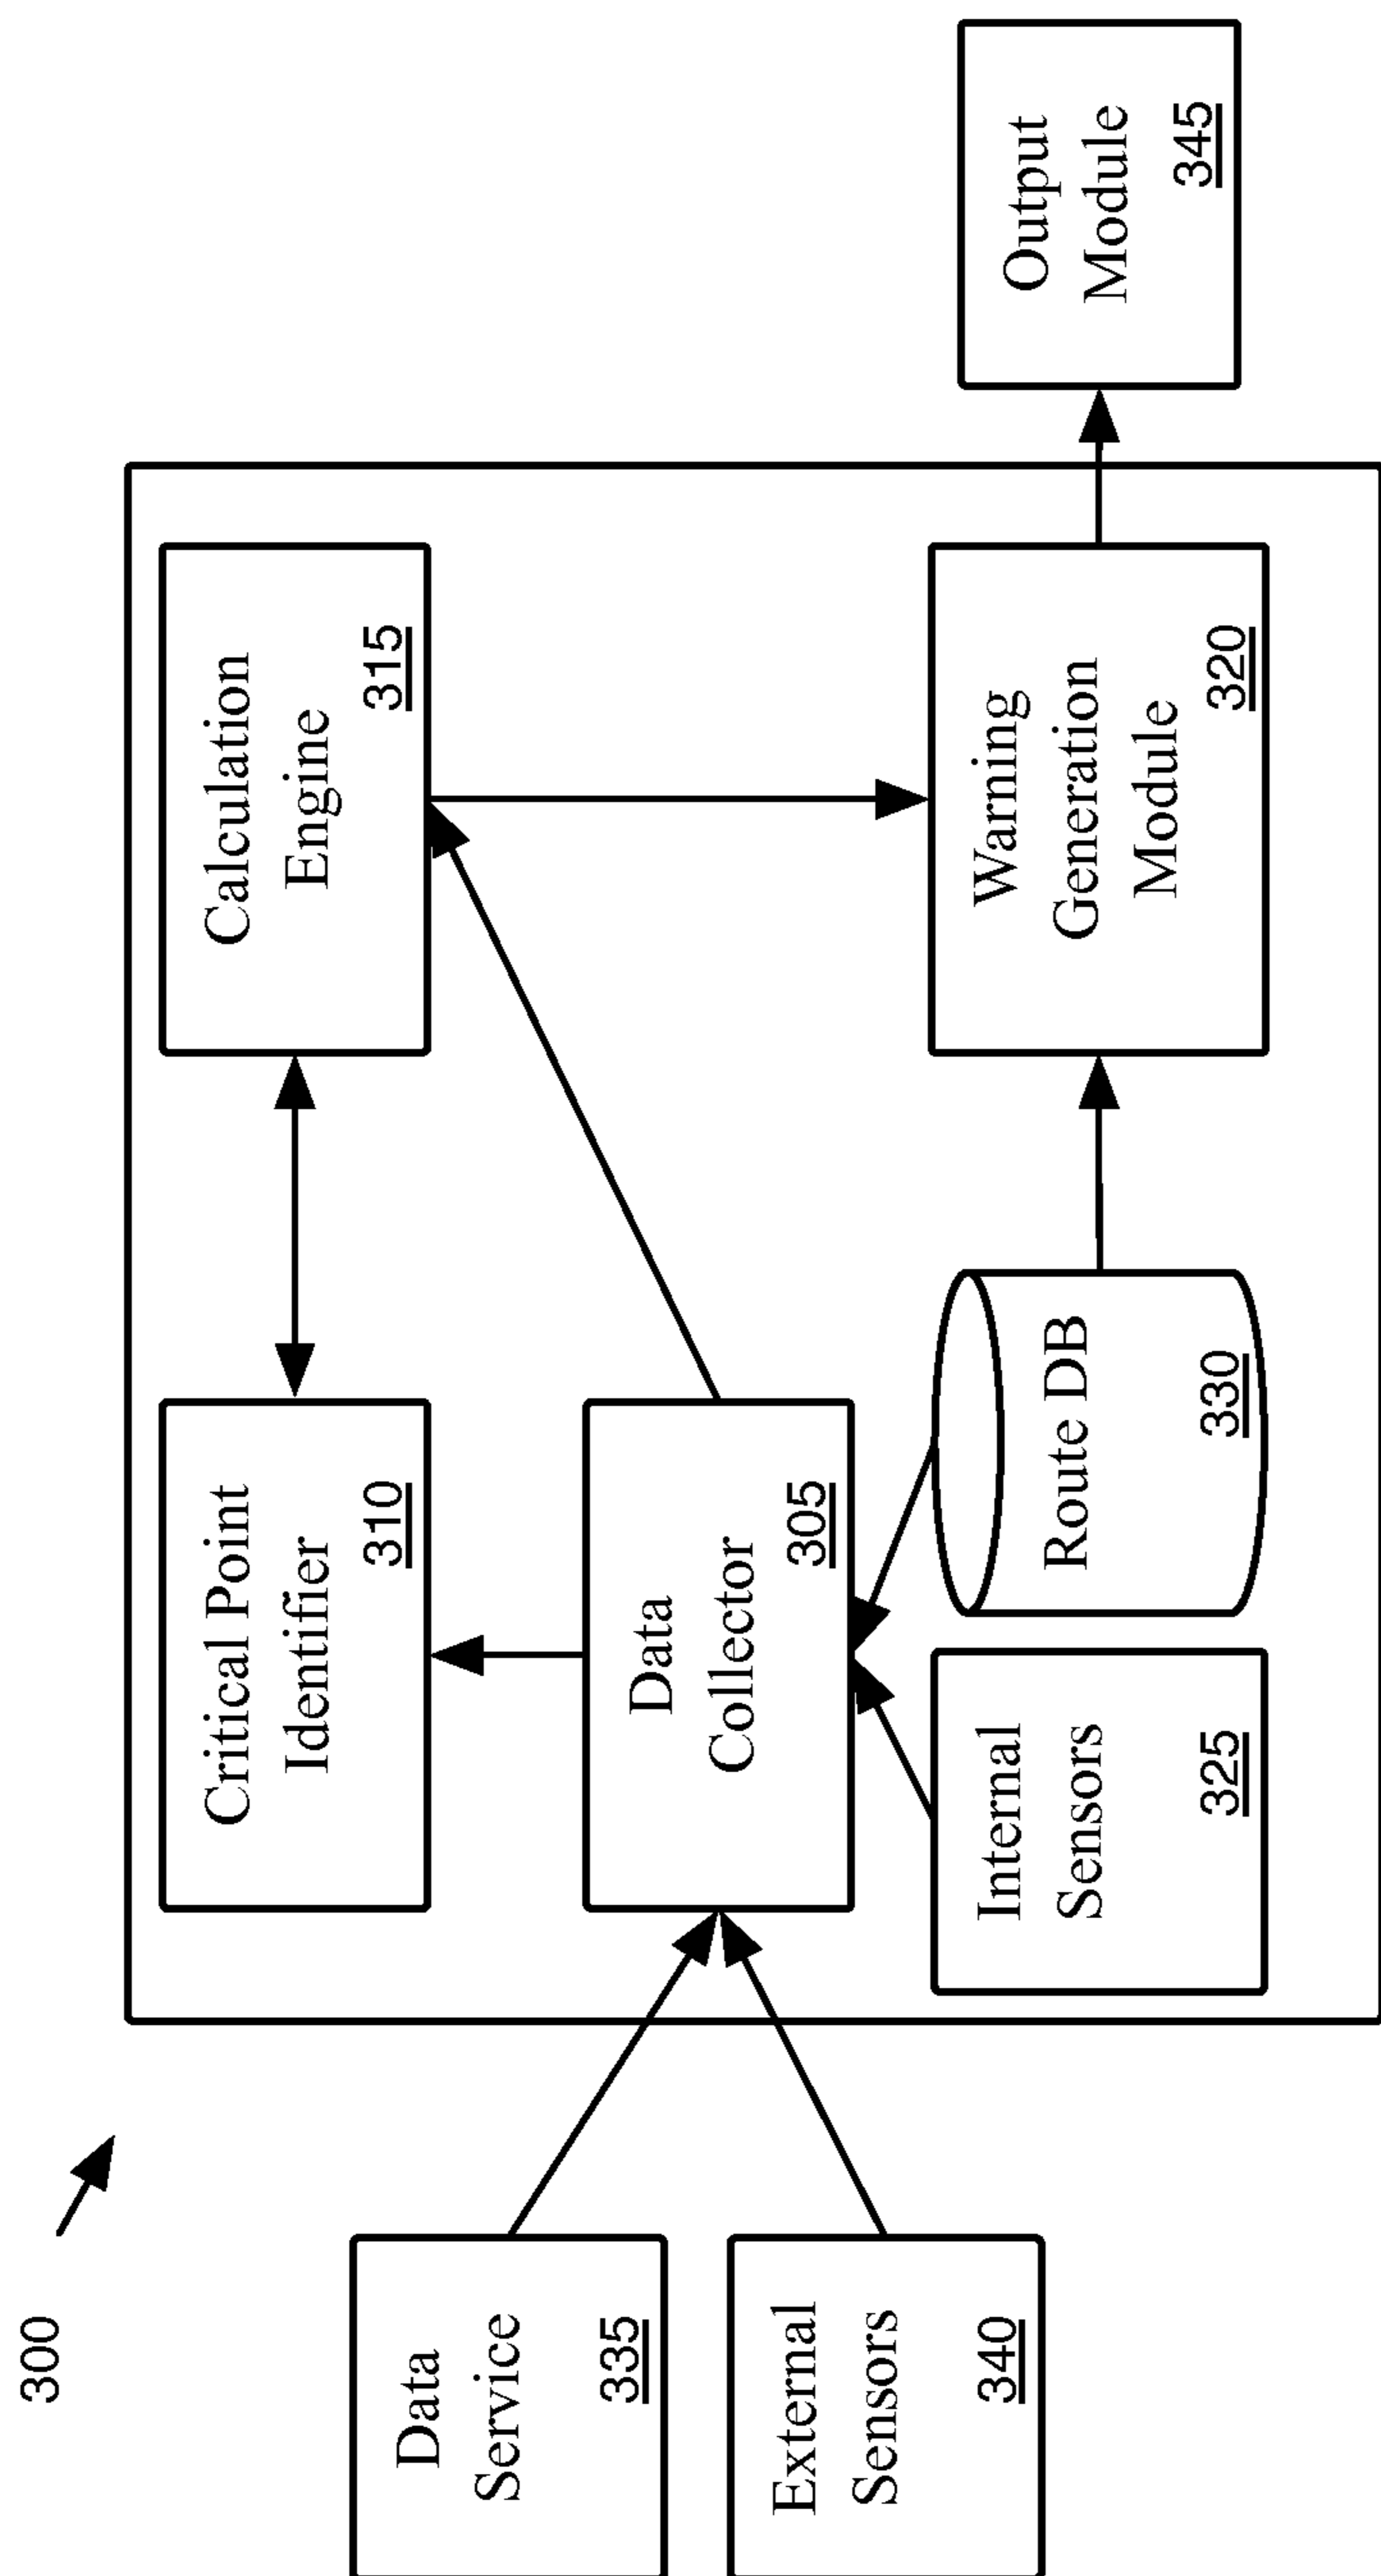 300
Data
Service
335
External
Sensors
340
Critical Point
Identifier
310
Calculation
Engine
315
Data
Collector
305
Internal
Sensors
325
Route DB
330
Warning
Generation
Module
320
Output
Module
345